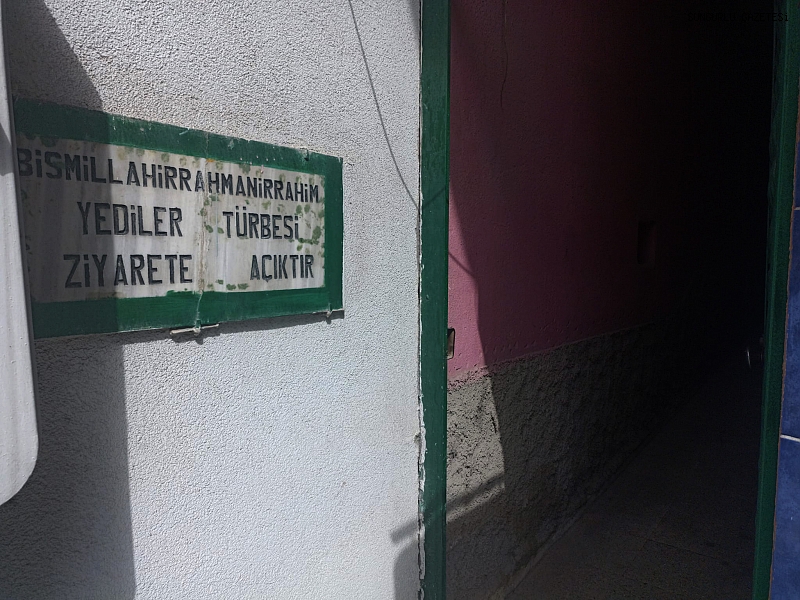 BİSMİLLAHİRRAHMANİRRAHİM
YEDİLER TÜRBESİ
ZİYARETE AÇIKTIR